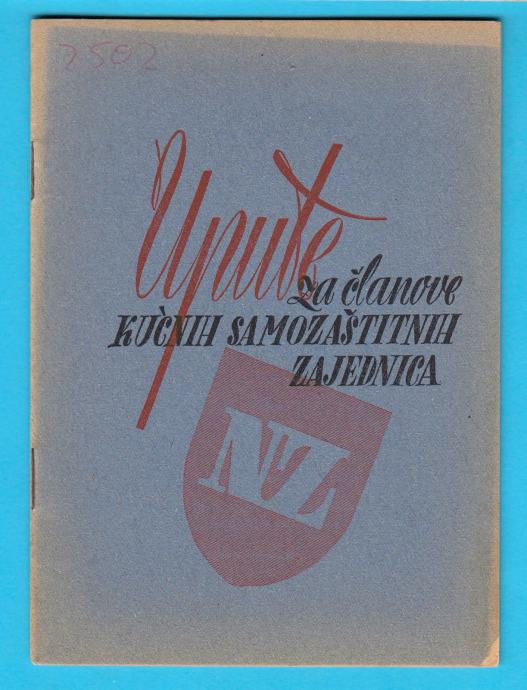 7502
Upute
za članove
KUĆNIH SAMOZAŠTITNIH
ZAJEDNICA
NZ